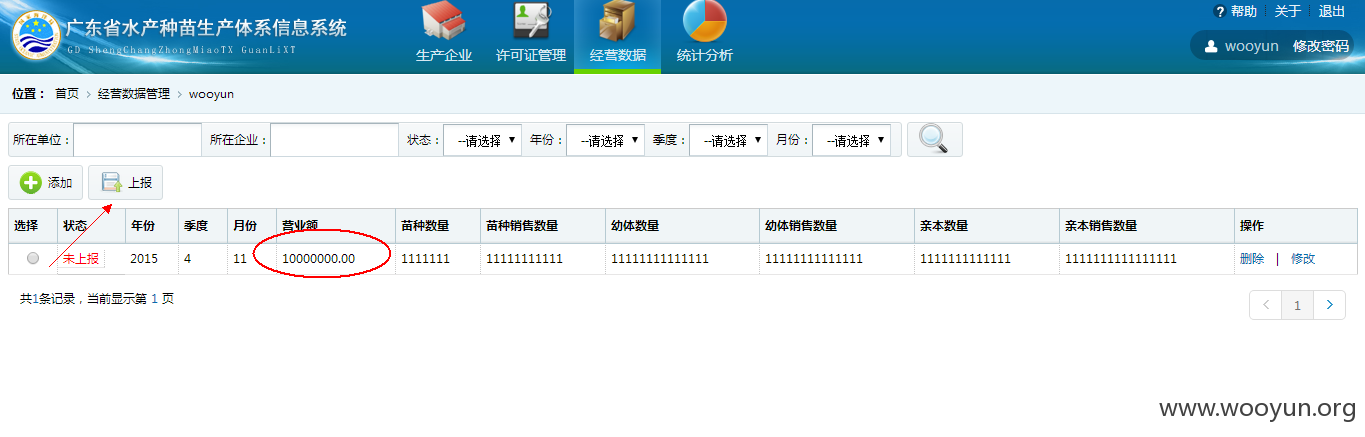 广东省水产种苗生产体系信息系统
GD ShengChangZhongMiaoTX GuanLiXT
生产企业 许可证管理 经营数据 统计分析
? 帮助 关于 退出
wooyun 修改密码
位置： 首页 > 经营数据管理 > wooyun
所在单位： 所在企业： 状态： --请选择 ▼ 年份： --请选择 ▼ 季度： --请选择 ▼ 月份： --请选择 ▼
添加 上报
选择 状态 年份 季度 月份 营业额 苗种数量 苗种销售数量 幼体数量 幼体销售数量 亲本数量 亲本销售数量 操作
未上报 2015 4 11 10000000.00 1111111 11111111111 11111111111111 11111111111111 1111111111111 1111111111111111 删除 | 修改
共1条记录，当前显示第 1 页
< 1 >
www.wooyun.org